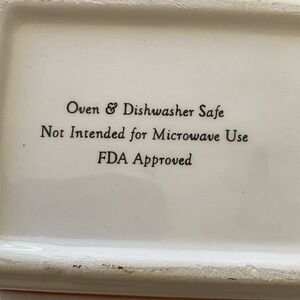 Oven & Dishwasher Safe
Not Intended for Microwave Use
FDA Approved